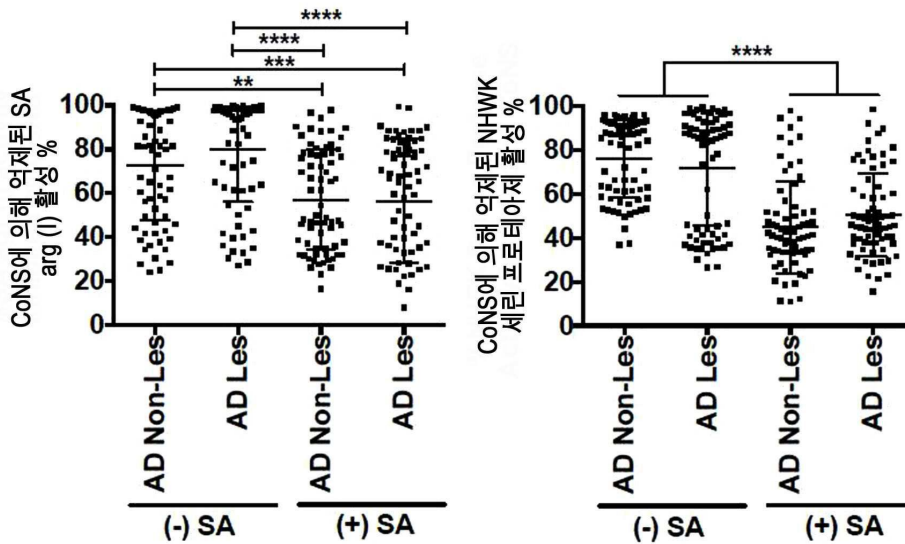 ****
****
***
**
CoNS에 의해 억제된 SA
arg (I) 활성 %
100
80
60
40
20
0
AD Non-Les
AD Les
AD Non-Les
AD Les
(-) SA
(+) SA
****
CoNS에 의해 억제된 NHWK
세린 프로테아제 활성 %
100
80
60
40
20
0
AD Non-Les
AD Les
AD Non-Les
AD Les
(-) SA
(+) SA